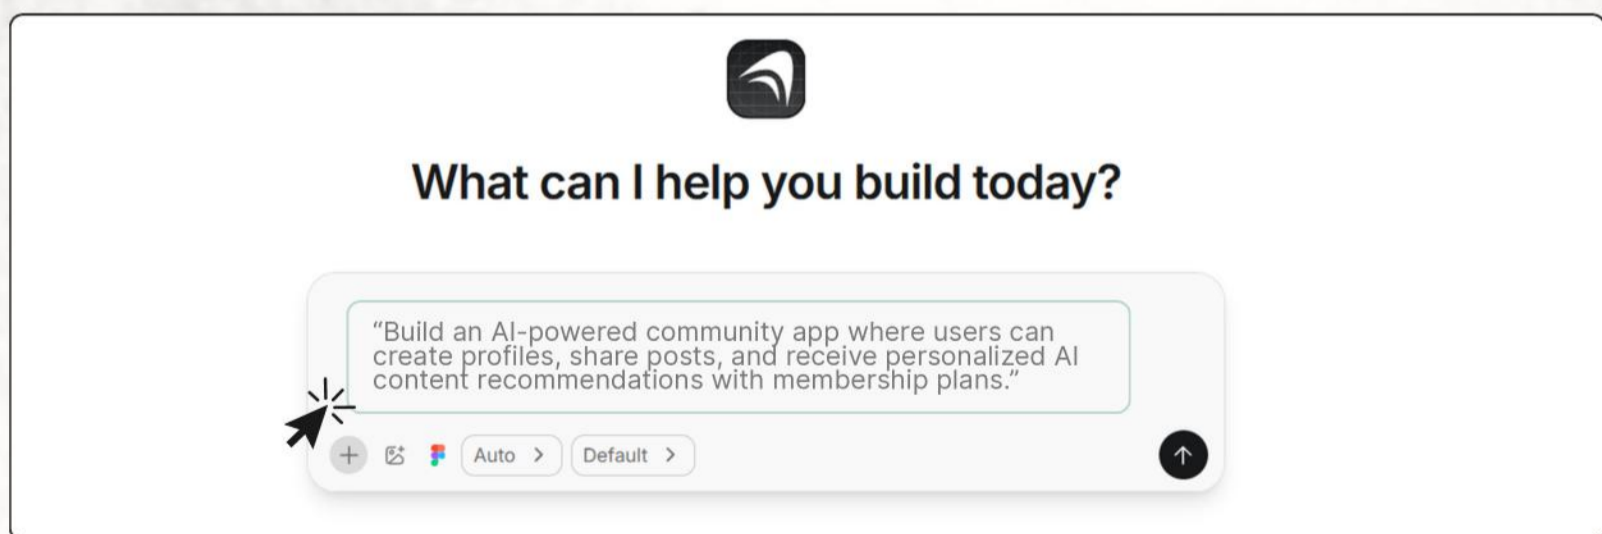 What can I help you build today?
“Build an AI-powered community app where users can
create profiles, share posts, and receive personalized AI
content recommendations with membership plans.”
Auto
Default